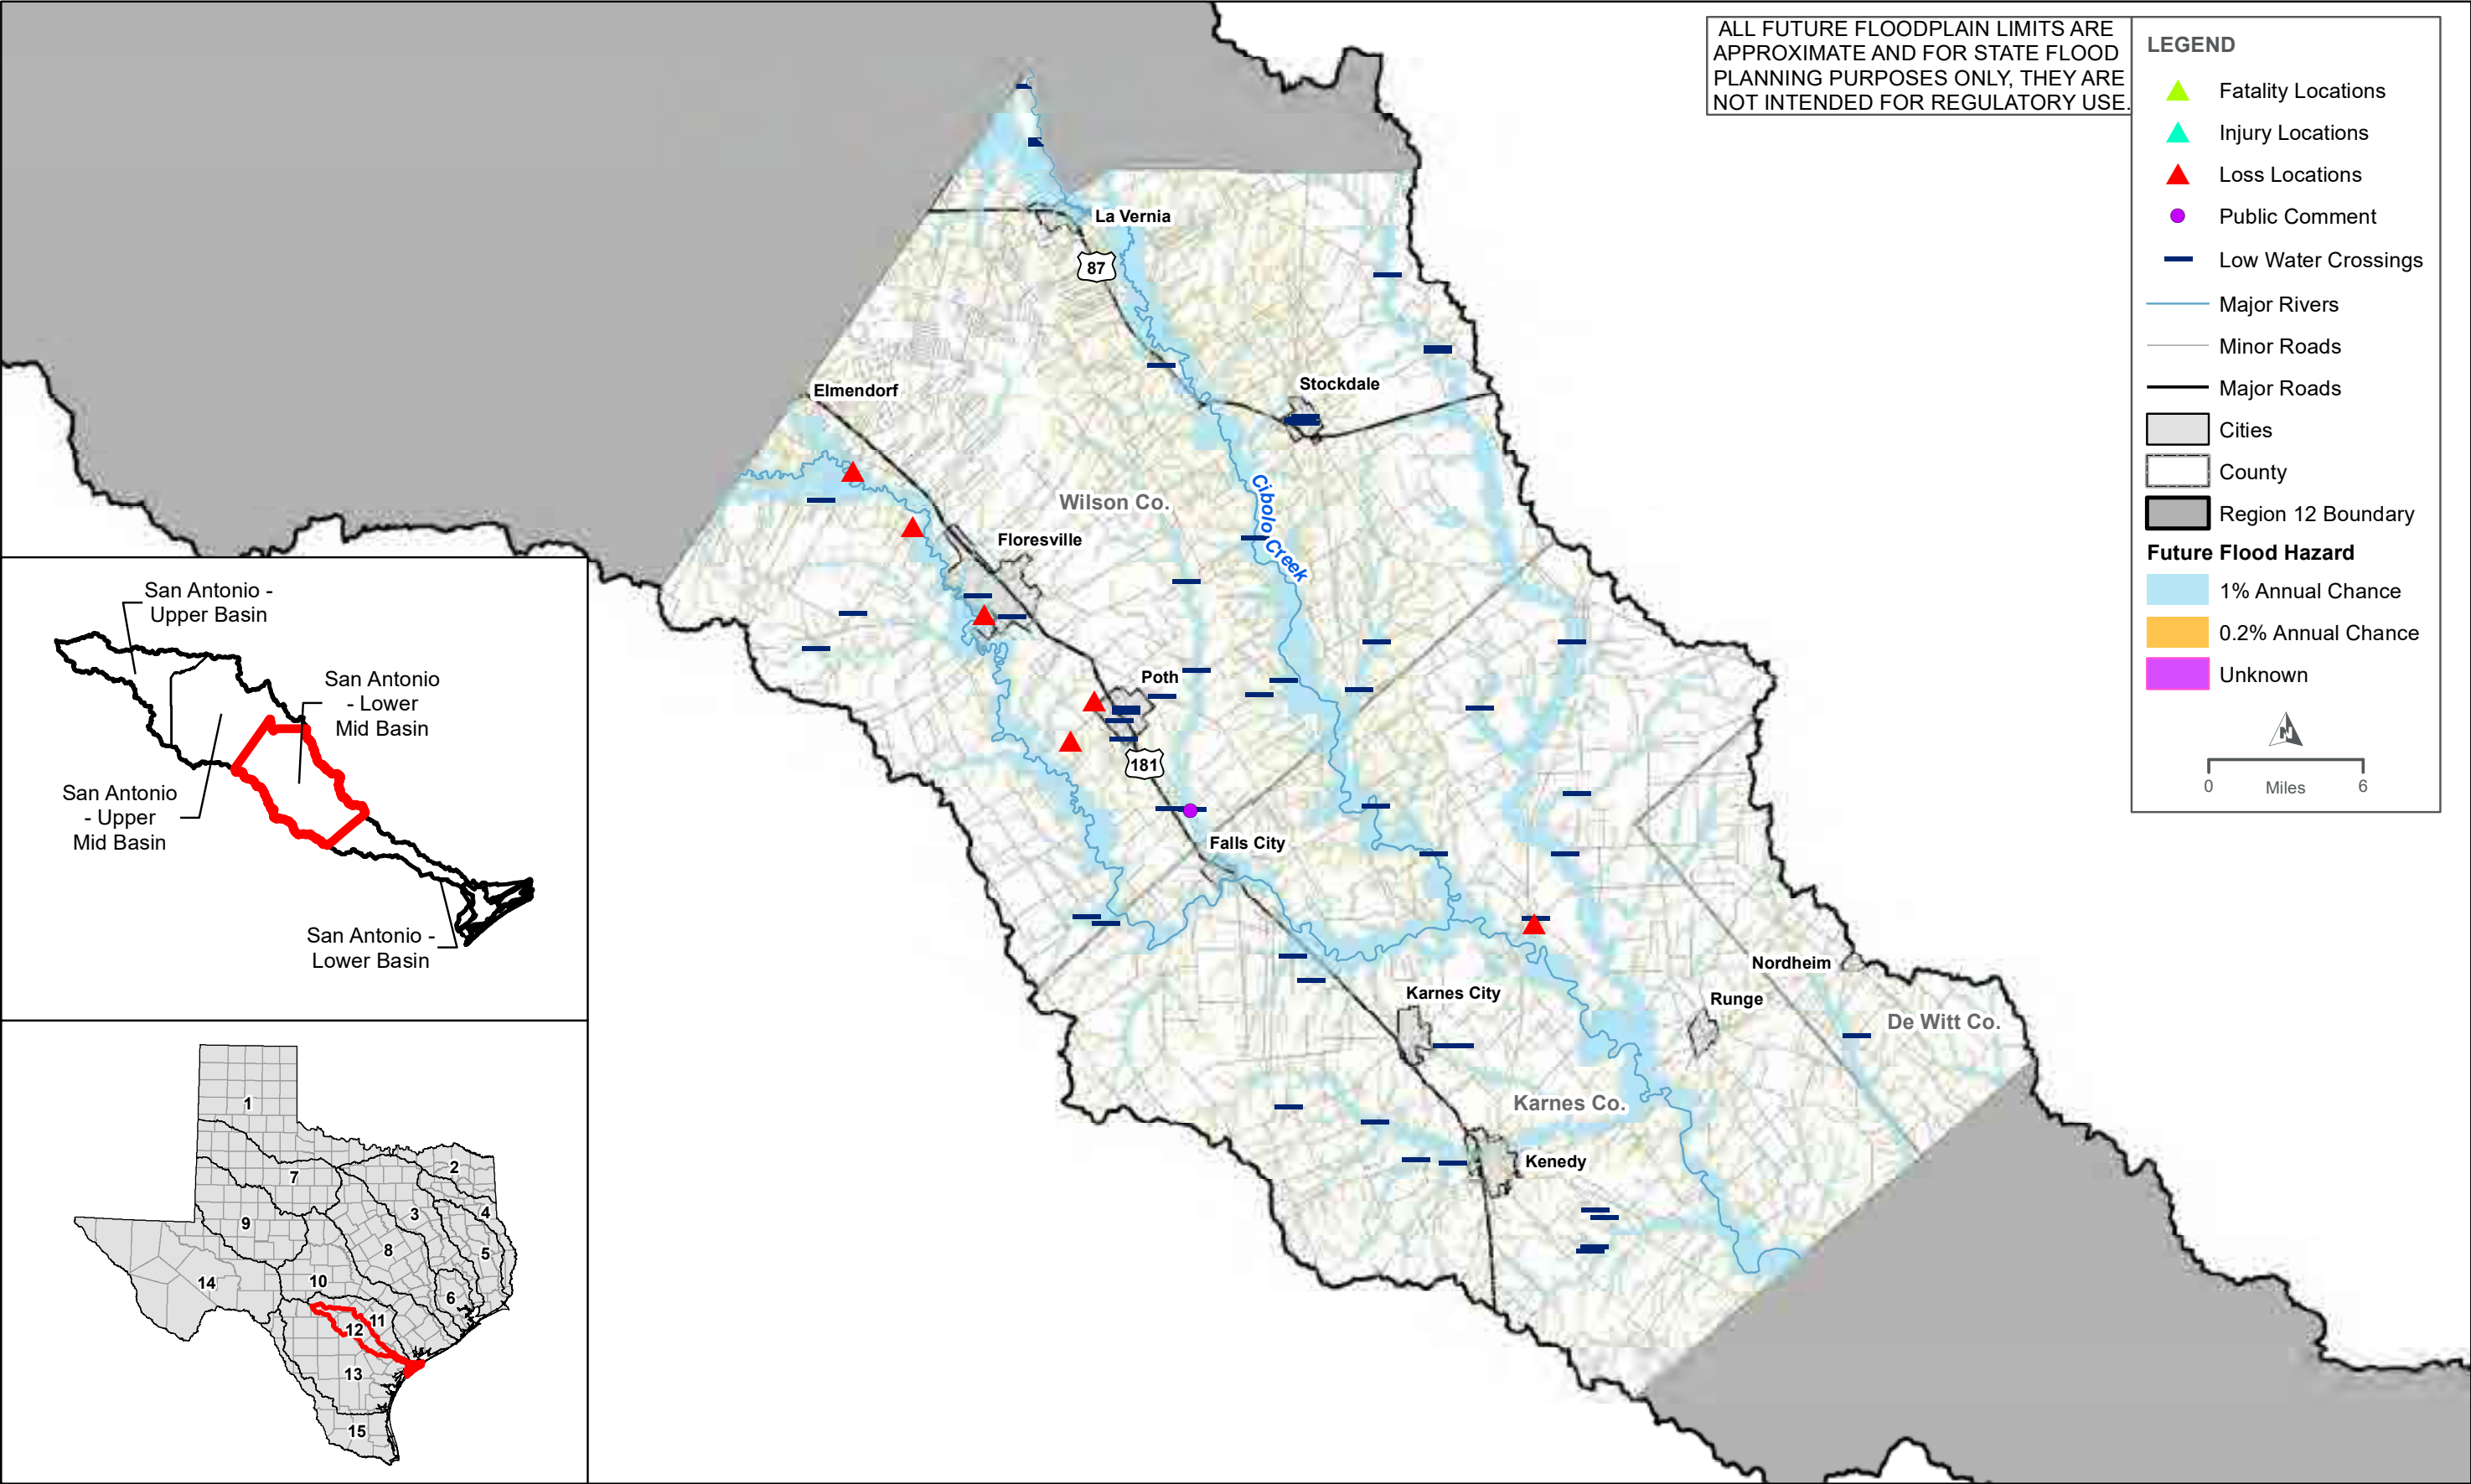 ALL FUTURE FLOODPLAIN LIMITS ARE
APPROXIMATE AND FOR STATE FLOOD
PLANNING PURPOSES ONLY, THEY ARE
NOT INTENDED FOR REGULATORY USE.
LEGEND
Fatality Locations
Injury Locations
Loss Locations
Public Comment
Low Water Crossings
Major Rivers
Minor Roads
Major Roads
Cities
County
Region 12 Boundary
Future Flood Hazard
1% Annual Chance
0.2% Annual Chance
Unknown
N
0 Miles 6
La Vernia
87
Elmendorf
Stockdale
Wilson Co.
Cibolo Creek
Floresville
Poth
181
Falls City
Nordheim
Karnes City
Runge
De Witt Co.
Karnes Co.
Kenedy
San Antonio -
Upper Basin
San Antonio
- Lower
Mid Basin
San Antonio
- Upper
Mid Basin
San Antonio -
Lower Basin
1
2
7
3
4
9
8
5
14
10
6
11
12
13
15